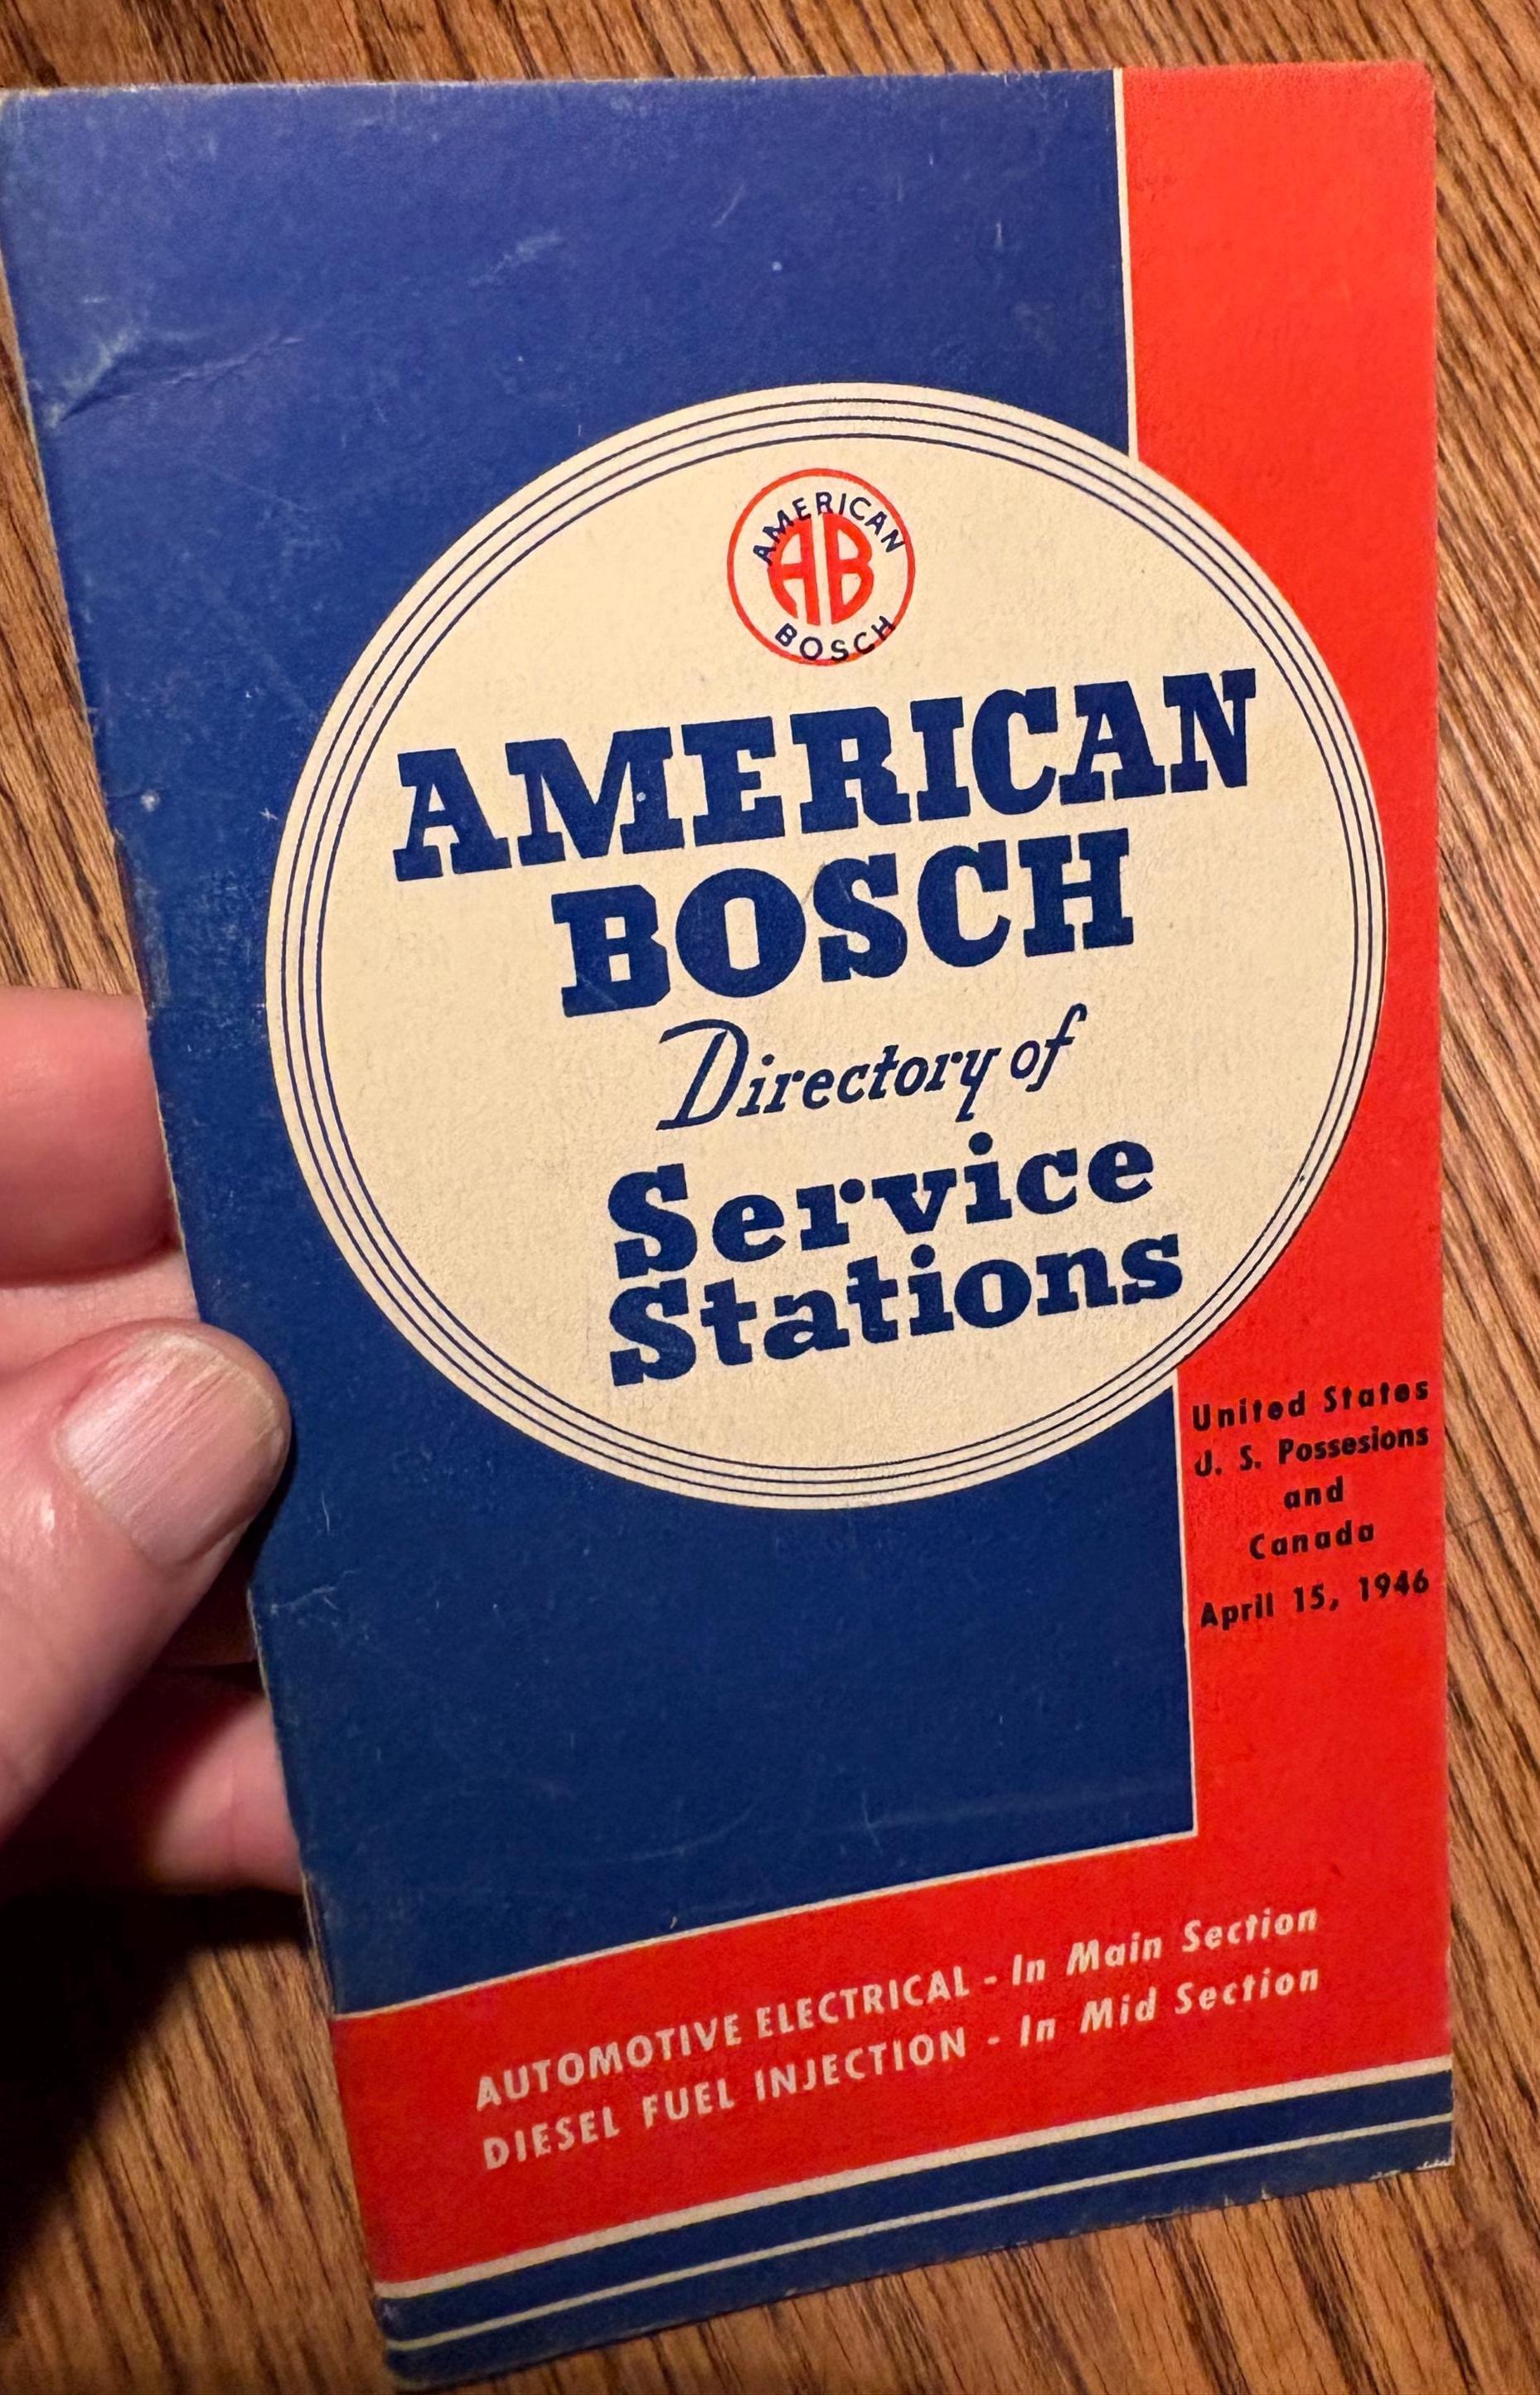 AMERICAN
AB
BOSCH
AMERICAN
BOSCH
Directory of
Service
Stations
United States
U. S. Possesions
and
Canada
April 15, 1946
AUTOMOTIVE ELECTRICAL - In Main Section
DIESEL FUEL INJECTION - In Mid Section